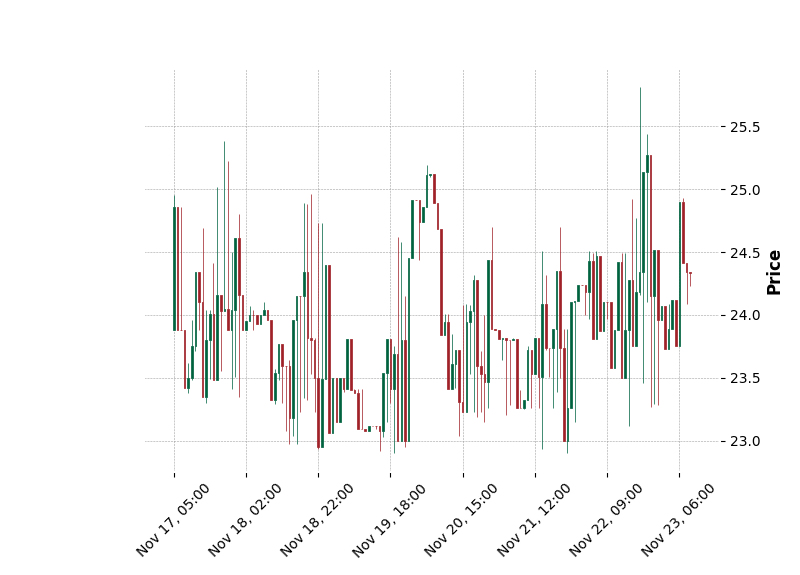 25.5
25.0
24.5
24.0
23.5
23.0
Price
Nov 17, 05:00
Nov 18, 02:00
Nov 18, 22:00
Nov 19, 18:00
Nov 20, 15:00
Nov 21, 12:00
Nov 22, 09:00
Nov 23, 06:00